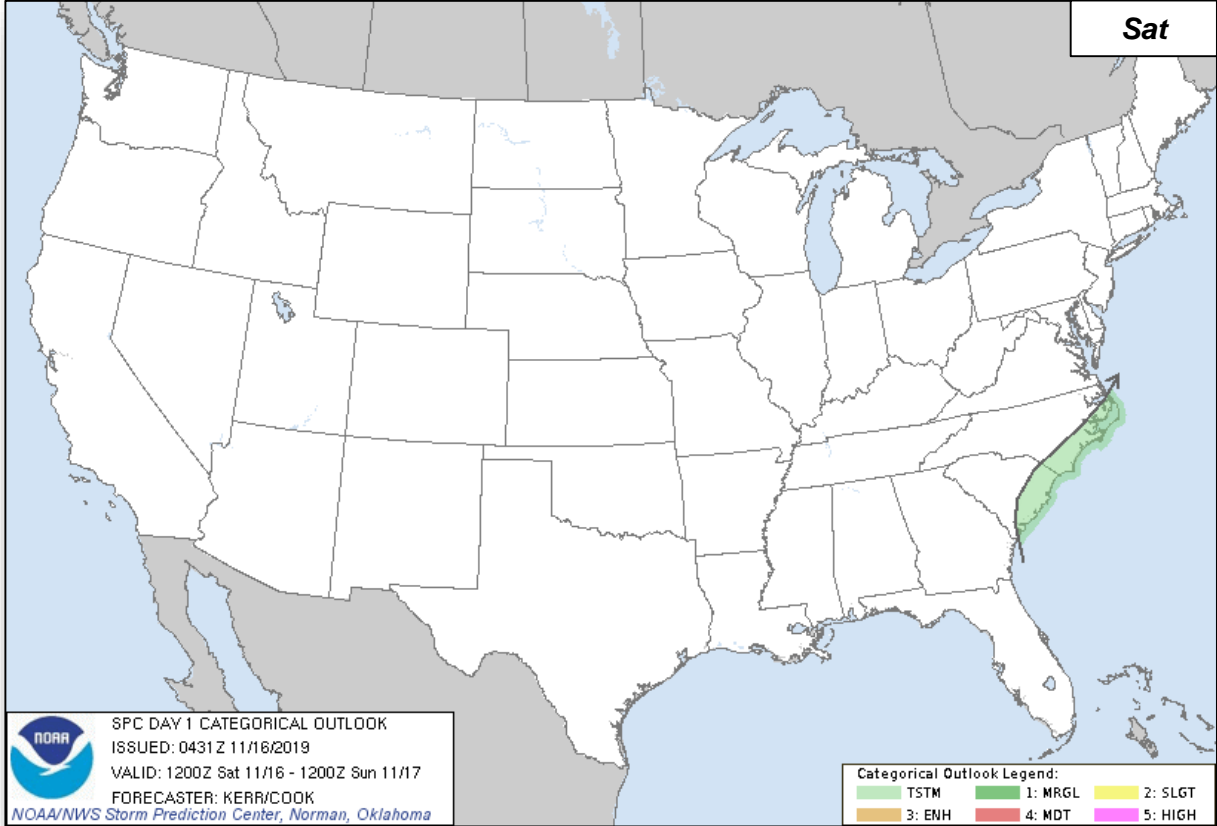 Sat
NOAA
SPC DAY 1 CATEGORICAL OUTLOOK
ISSUED: 0431Z 11/16/2019
VALID: 1200Z Sat 11/16 - 1200Z Sun 11/17
FORECASTER: KERR/COOK
NOAA/NWS Storm Prediction Center, Norman, Oklahoma
Categorical Outlook Legend:
TSTM 1: MRGL 2: SLGT
3: ENH 4: MDT 5: HIGH